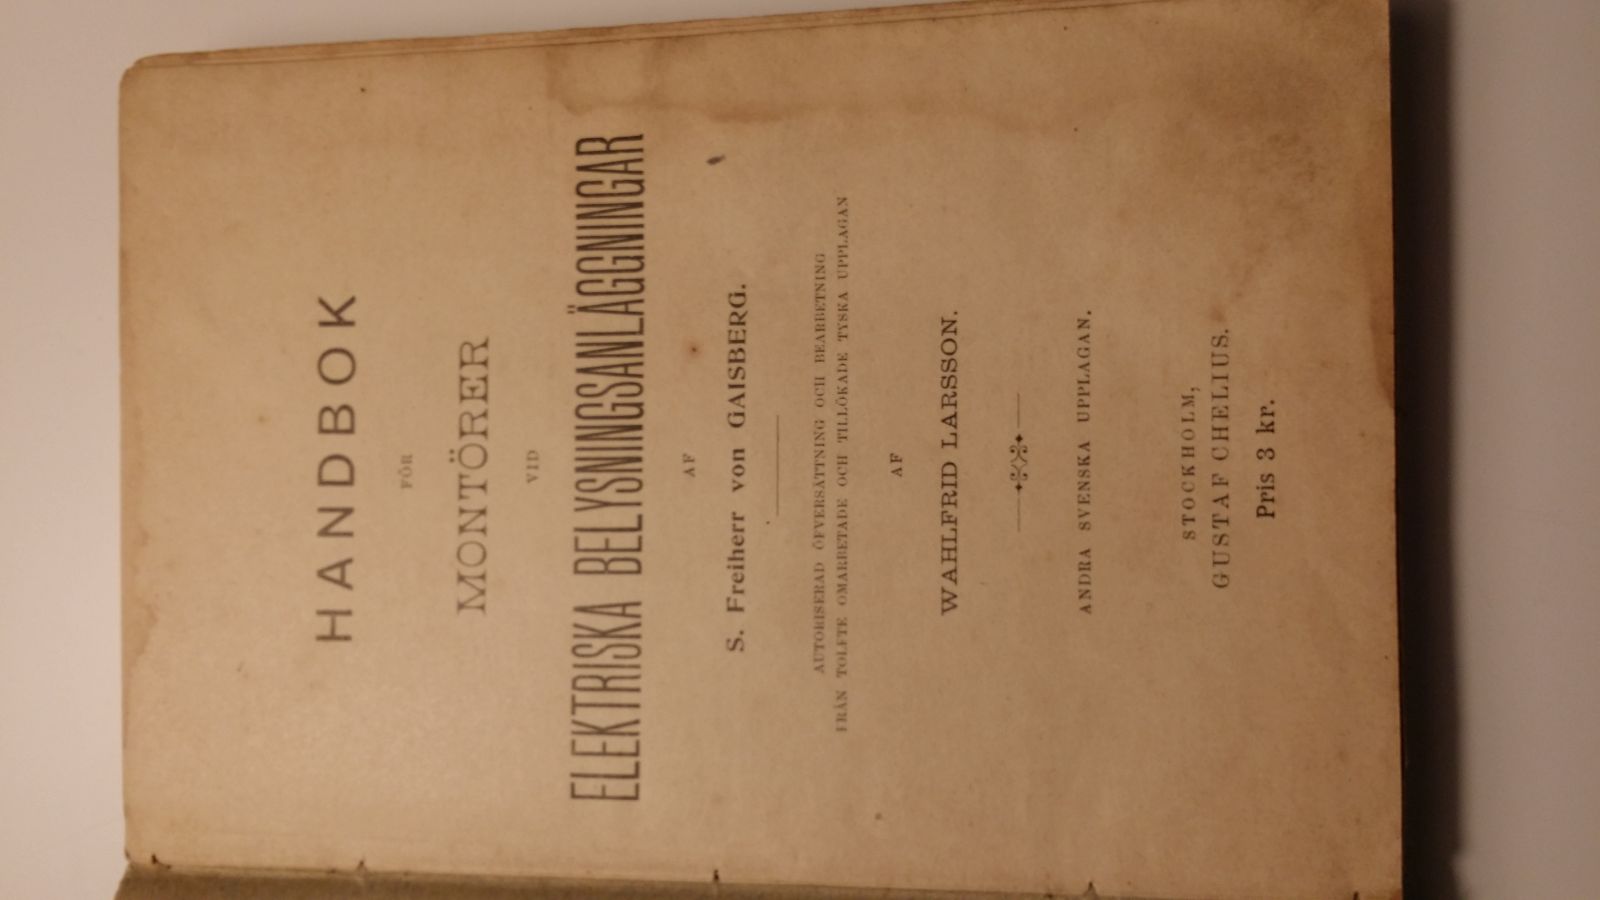 HANDBOK
FÖR
MONTÖRER
VID
ELEKTRISKA BELYSNINGSANLÄGGNINGAR
AF
S. Freiherr von GAISBERG.
AUTORISERAD ÖFVERSÄTTNING OCH BEARBETNING
FRÅN TOLFTE OMARBETADE OCH TILLÖKADE TYSKA UPPLAGAN
AF
WAHLFRID LARSSON.
ANDRA SVENSKA UPPLAGAN.
STOCKHOLM,
GUSTAF CHELIUS.
Pris 3 kr.